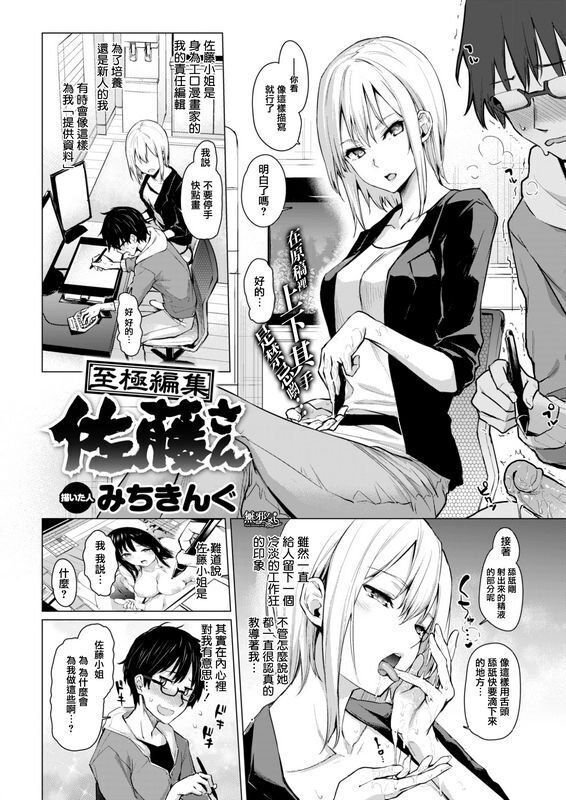 你看
像這樣描寫
就行了
明白了嗎？
好的…
在原稿裡
上下其手
是禁忌喲…
佐藤小姐是
身為工口漫畫家的
我的責任編輯
為了培養
還是新人的我
有時會像這樣
為我「提供資料」
我說
不要停手
快點畫
好 好的…
至極編集
佐藤さん
描いた人
みちきんぐ
無邪気
接著
舔舐剛
射出來的精液
的部分呢
像這樣用舌頭
舔舐快要滴下來
的地方…
雖然一直
給人留下一個
冷淡的工作狂
的印象
不管怎麼說她
都一直很認真的
教導著我…
難道說
佐藤小姐是
我 我說…
什麼？
其實在內心裡
對我有意思…！
佐藤小姐
為 為什麼會
為我做這些啊…？